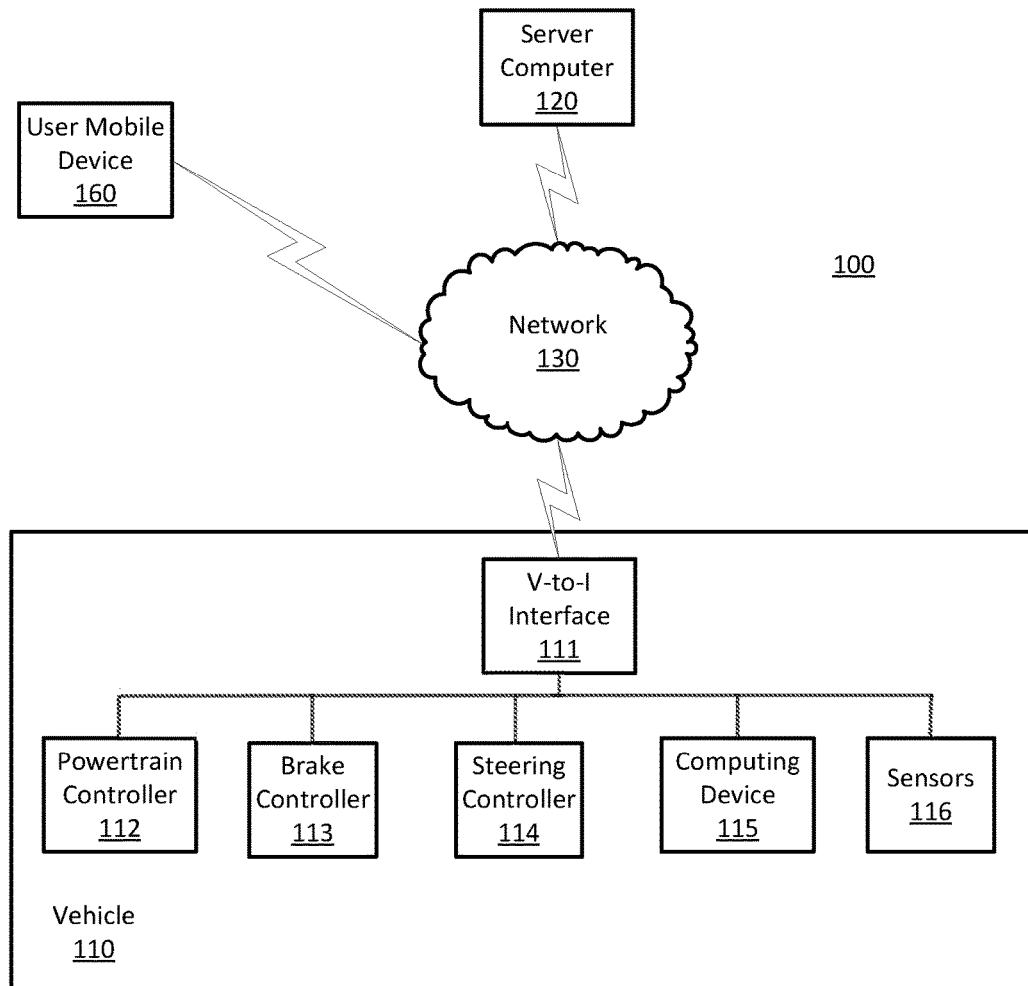 Server
Computer
120
User Mobile
Device
160
100
Network
130
V-to-I
Interface
111
Powertrain
Controller
112
Brake
Controller
113
Steering
Controller
114
Computing
Device
115
Sensors
116
Vehicle
110